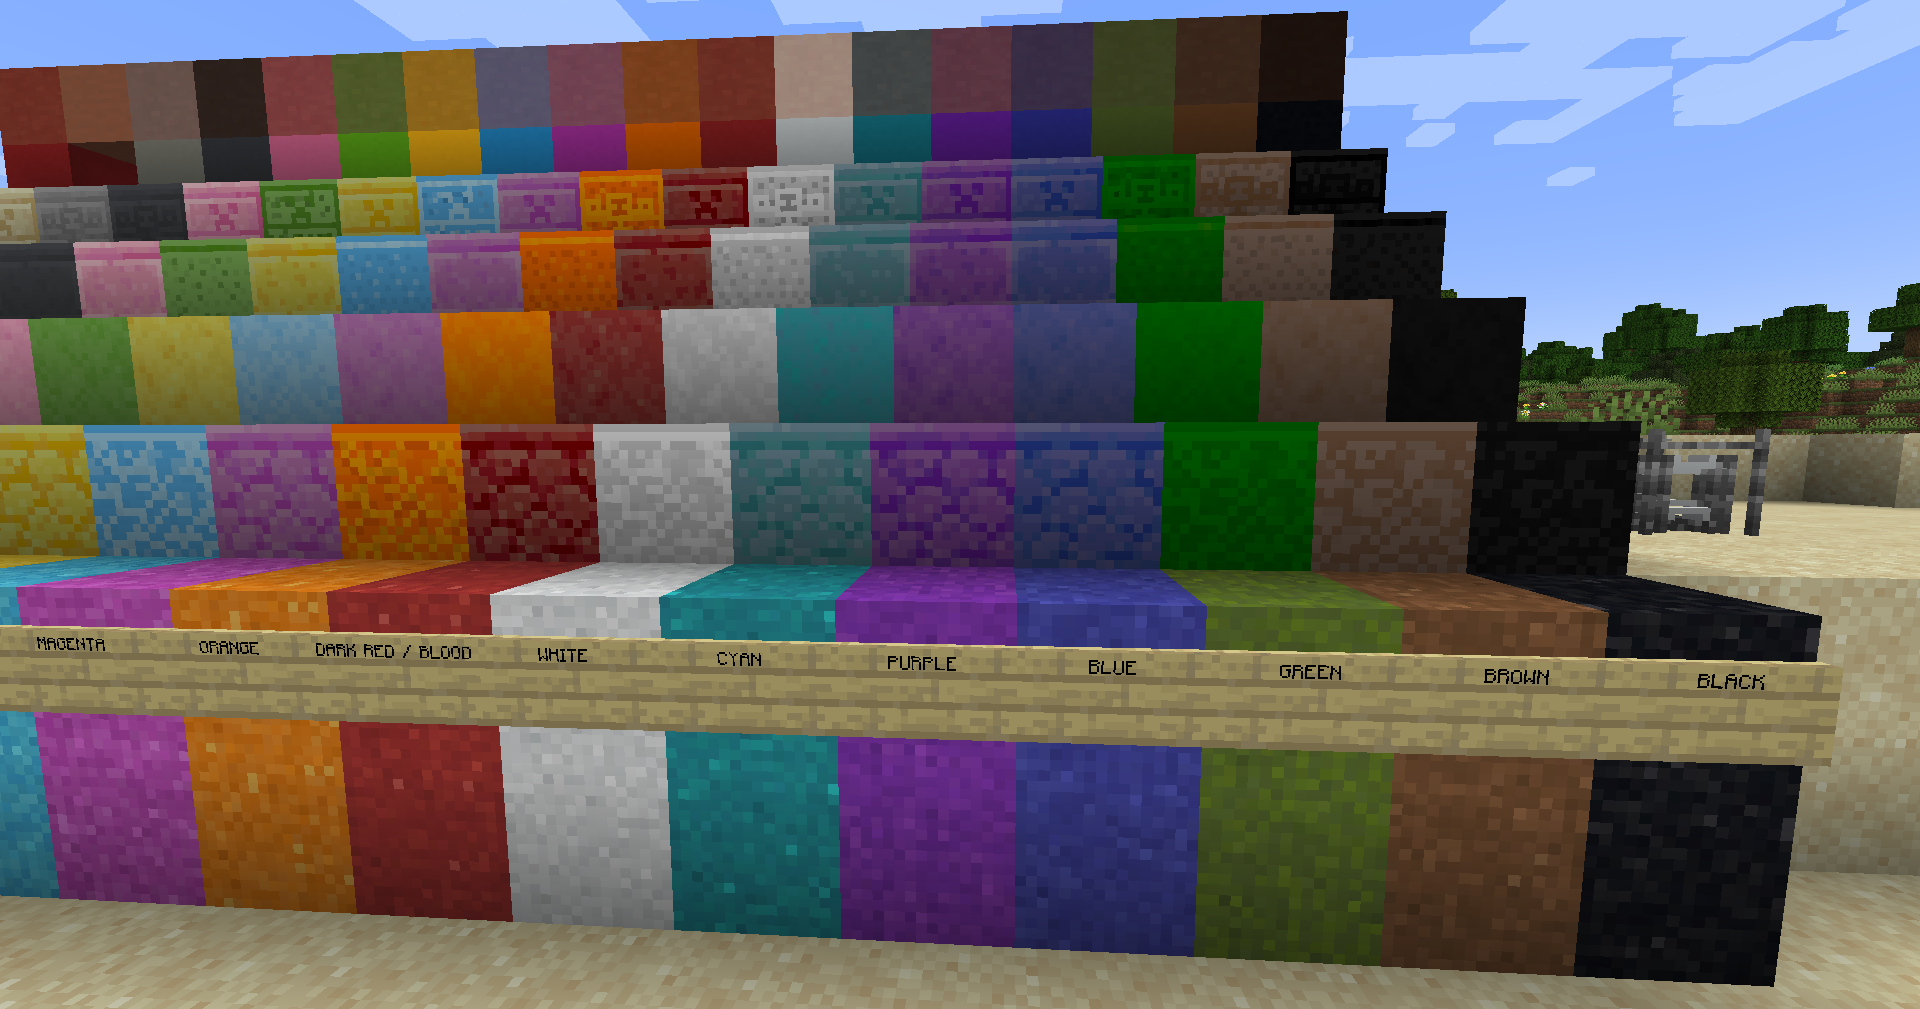 MAGENTA
ORANGE
DARK RED / BLOOD
WHITE
CYAN
PURPLE
BLUE
GREEN
BROWN
BLACK